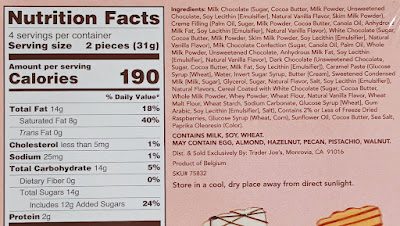 Nutrition Facts
4 servings per container
Serving size 2 pieces (31g)
Amount per serving
Calories 190
% Daily Value*
Total Fat 14g 18%
Saturated Fat 8g 40%
Trans Fat 0g
Cholesterol less than 5mg 1%
Sodium 25mg 1%
Total Carbohydrate 14g 5%
Dietary Fiber 0g 0%
Total Sugars 14g
Includes 12g Added Sugars 24%
Protein 2g
Ingredients: Milk Chocolate (Sugar, Cocoa Butter, Milk Powder, Unsweetened
Chocolate, Soy Lecithin [Emulsifier], Natural Vanilla Flavor, Skim Milk Powder),
Creme Filling (Palm Oil, Sugar, Milk Powder, Cocoa Butter, Canola Oil, Anhydrous
Milk Fat, Soy Lecithin [Emulsifier], Natural Vanilla Flavor), White Chocolate (Sugar,
Cocoa Butter, Milk Powder, Skim Milk Powder, Soy Lecithin [Emulsifier],
Natural Vanilla Flavor), Milk Chocolate Confection (Sugar, Canola Oil, Palm Oil, Whole
Milk Powder, Unsweetened Chocolate, Anhydrous Milk Fat, Soy Lecithin
[Emulsifier], Natural Vanilla Flavor), Dark Chocolate (Unsweetened Chocolate,
Sugar, Cocoa Butter, Milk Fat, Soy Lecithin [Emulsifier]), Caramel Paste (Glucose
Syrup [Wheat], Water, Invert Sugar Syrup, Butter [Cream], Sweetened Condensed
Milk [Milk, Sugar], Glycerol, Sugar, Natural Flavor, Salt, Soy Lecithin [Emulsifier]),
Natural Flavors, Cereal Coated with White Chocolate (Sugar, Cocoa Butter,
Whole Milk Powder, Whey Powder, Wheat Flour, Natural Vanilla Flavor), Wheat
Malt Flour, Wheat Starch, Sodium Carbonate, Glucose Syrup [Wheat], Gum
Arabic, Soy Lecithin [Emulsifier], Salt), Contains 2% or Less of Freeze Dried
Raspberries, Glucose Syrup (Wheat, Corn), Sunflower Oil, Cocoa Butter, Sea Salt,
Paprika Oleoresin (Color).
CONTAINS MILK, SOY, WHEAT.
MAY CONTAIN EGG, ALMOND, HAZELNUT, PECAN, PISTACHIO, WALNUT.
Dist. & Sold Exclusively By: Trader Joe's, Monrovia, CA 91016
Product of Belgium
SKU# 75832
Store in a cool, dry place away from direct sunlight.